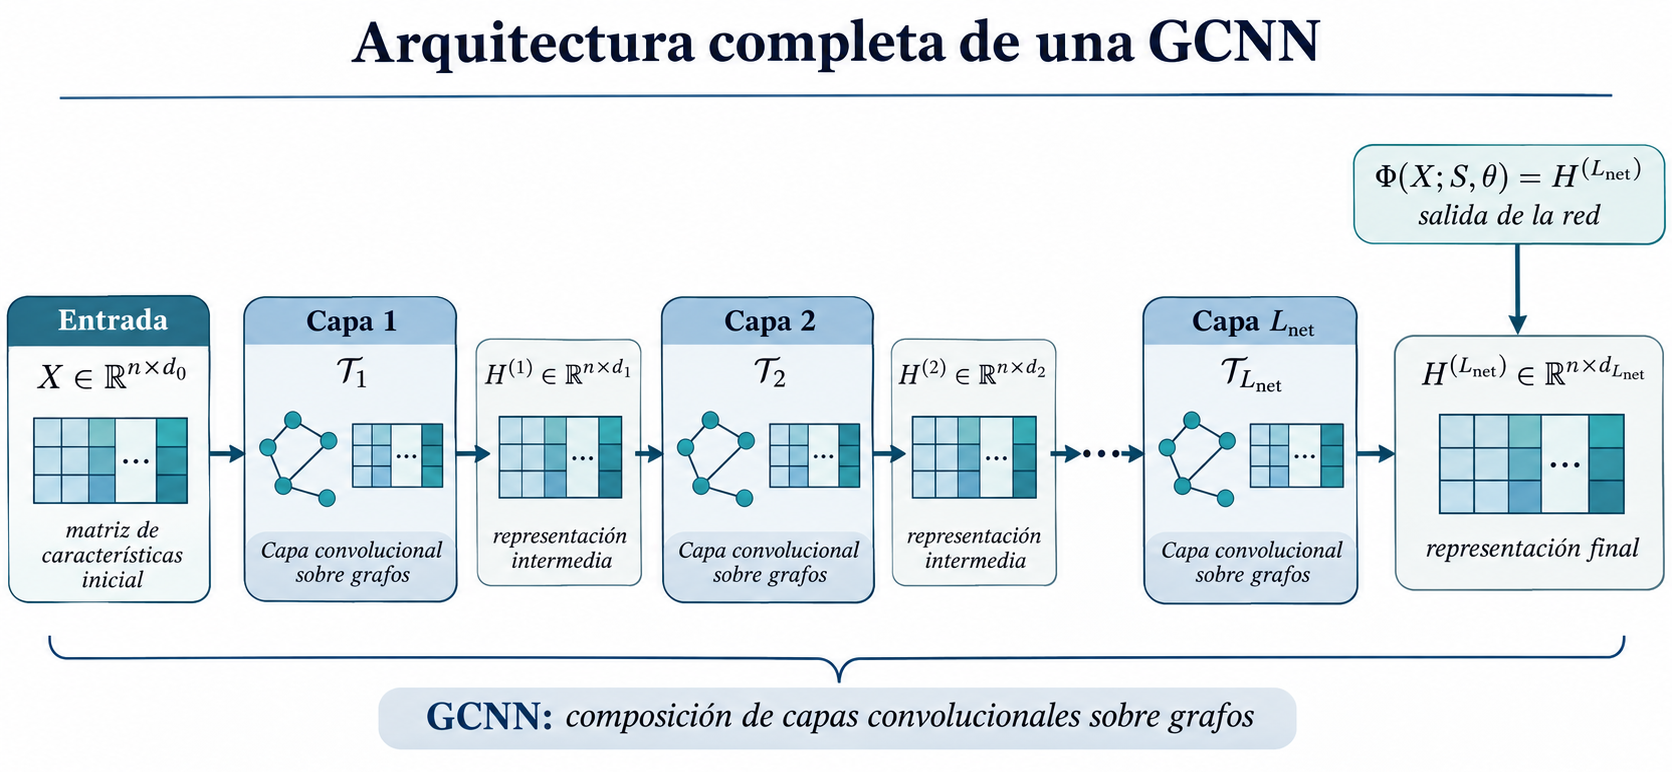 Arquitectura completa de una GCNN
Φ(X; S, θ) = H^(L_net)
salida de la red
Entrada
X ∈ ℝ^{n×d_0}
...
matriz de
características
inicial
Capa 1
𝒯_1
...
Capa convolucional
sobre grafos
H^(1) ∈ ℝ^{n×d_1}
...
representación
intermedia
Capa 2
𝒯_2
...
Capa convolucional
sobre grafos
H^(2) ∈ ℝ^{n×d_2}
...
representación
intermedia
...
Capa L_net
𝒯_{L_net}
...
Capa convolucional
sobre grafos
H^(L_net) ∈ ℝ^{n×d_{L_net}}
...
representación final
GCNN: composición de capas convolucionales sobre grafos